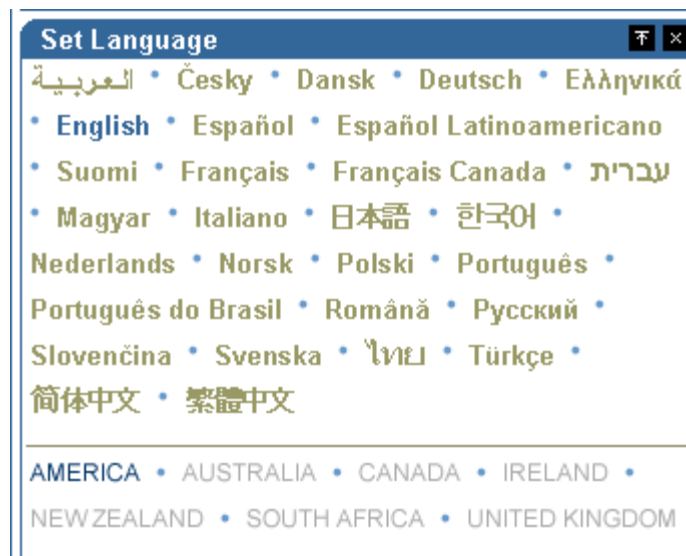 Set Language
العربية • Česky • Dansk • Deutsch • Ελληνικά
• English • Español • Español Latinoamericano
• Suomi • Français • Français Canada • עברית
• Magyar • Italiano • 日本語 • 한국어 •
Nederlands • Norsk • Polski • Português •
Português do Brasil • Română • Русский •
Slovenčina • Svenska • ไทย • Türkçe •
简体中文 • 繁體中文
AMERICA • AUSTRALIA • CANADA • IRELAND •
NEW ZEALAND • SOUTH AFRICA • UNITED KINGDOM